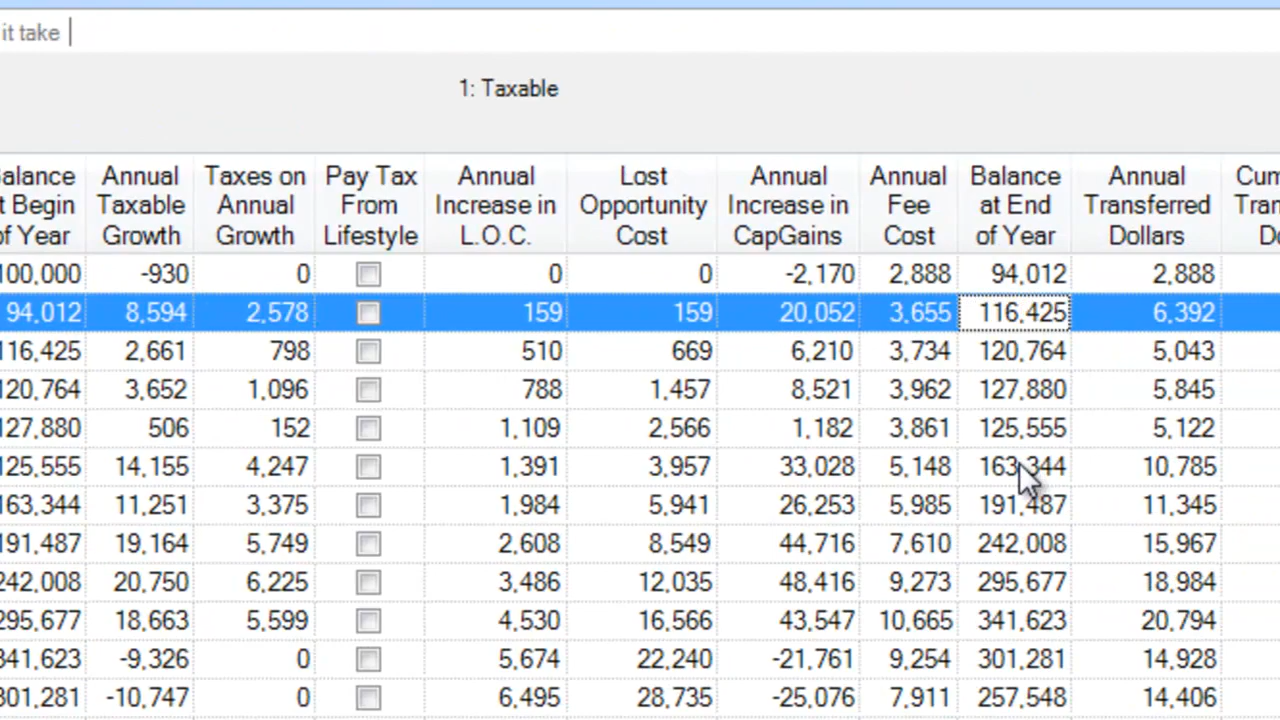 it take
1: Taxable
alance Annual Taxes on Pay Tax Annual Lost Annual Annual Balance Annual Cum
t Begin Taxable Annual From Increase in Opportunity Increase in Fee at End Transferred Tran
of Year Growth Growth Lifestyle L.O.C. Cost CapGains Cost of Year Dollars Do
100,000 -930 0 0 0 -2,170 2,888 94,012 2,888
94,012 8,594 2,578 159 159 20,052 3,655 116,425 6,392
116,425 2,661 798 510 669 6,210 3,734 120,764 5,043
120,764 3,652 1,096 788 1,457 8,521 3,962 127,880 5,845
127,880 506 152 1,109 2,566 1,182 3,861 125,555 5,122
125,555 14,155 4,247 1,391 3,957 33,028 5,148 163,344 10,785
163,344 11,251 3,375 1,984 5,941 26,253 5,985 191,487 11,345
191,487 19,164 5,749 2,608 8,549 44,716 7,610 242,008 15,967
242,008 20,750 6,225 3,486 12,035 48,416 9,273 295,677 18,984
295,677 18,663 5,599 4,530 16,566 43,547 10,665 341,623 20,794
341,623 -9,326 0 5,674 22,240 -21,761 9,254 301,281 14,928
301,281 -10,747 0 6,495 28,735 -25,076 7,911 257,548 14,406